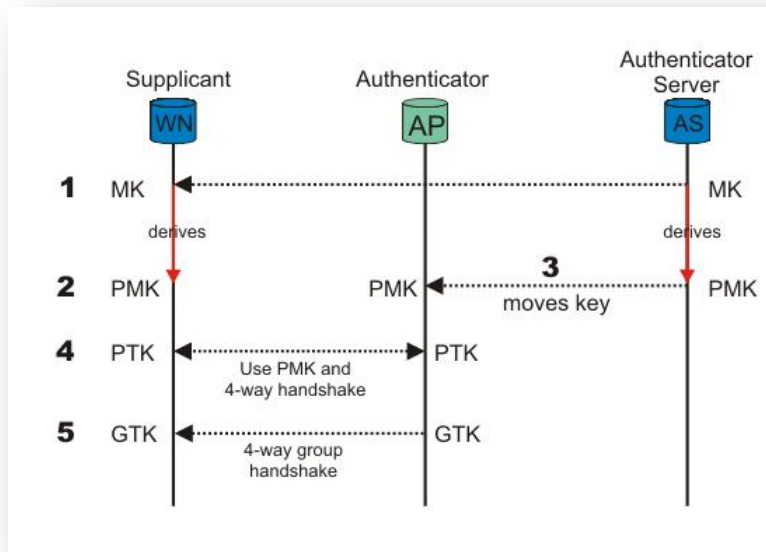 Supplicant
Authenticator
Authenticator
Server
WN
AP
AS
1
MK
MK
derives
derives
2
PMK
PMK
3
moves key
PMK
4
PTK
PTK
Use PMK and
4-way handshake
5
GTK
GTK
4-way group
handshake